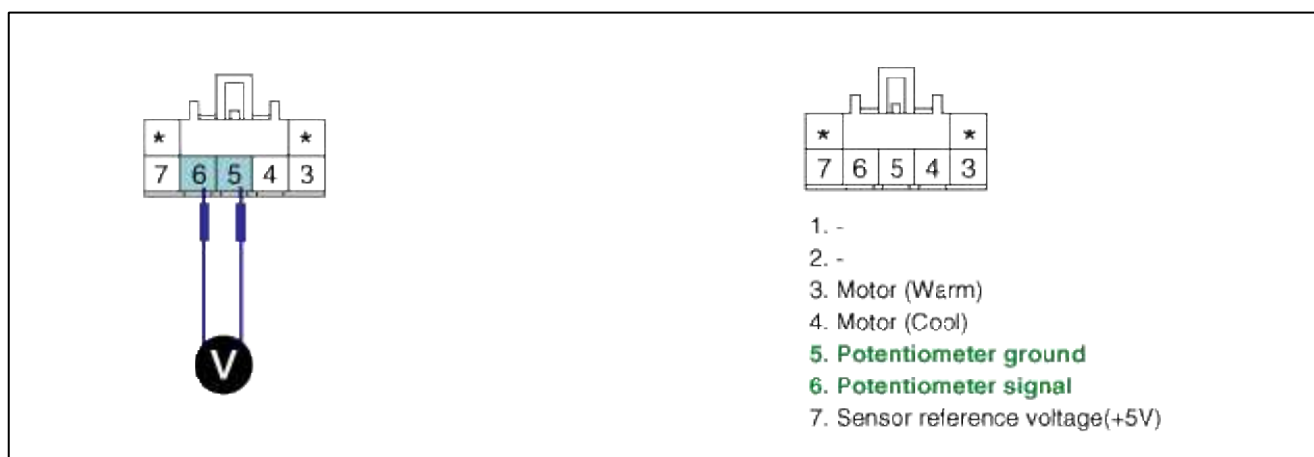 * *
7 6 5 4 3
V
* *
7 6 5 4 3
1. -
2. -
3. Motor (Warm)
4. Motor (Cool)
5. Potentiometer ground
6. Potentiometer signal
7. Sensor reference voltage(+5V)